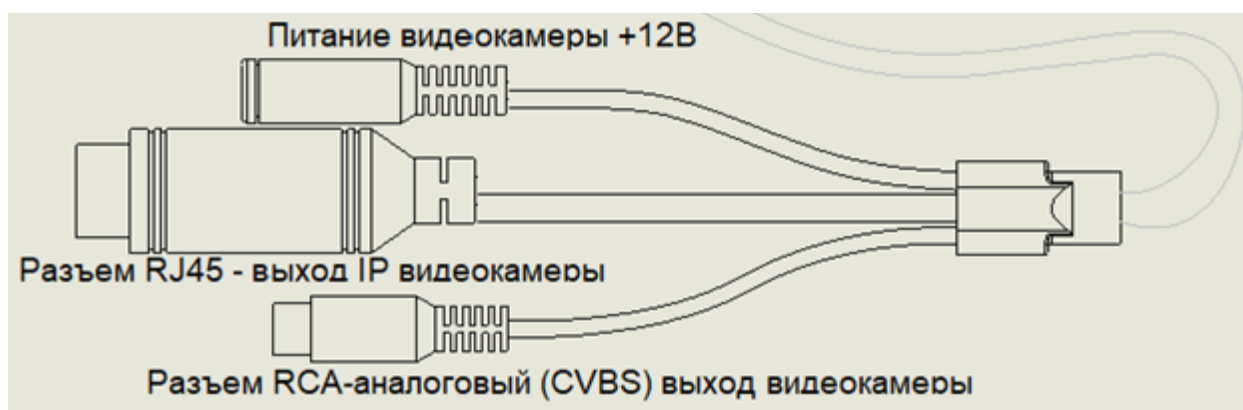 Питание видеокамеры +12В
Разъем RJ45 - выход IP видеокамеры
Разъем RCA-аналоговый (CVBS) выход видеокамеры